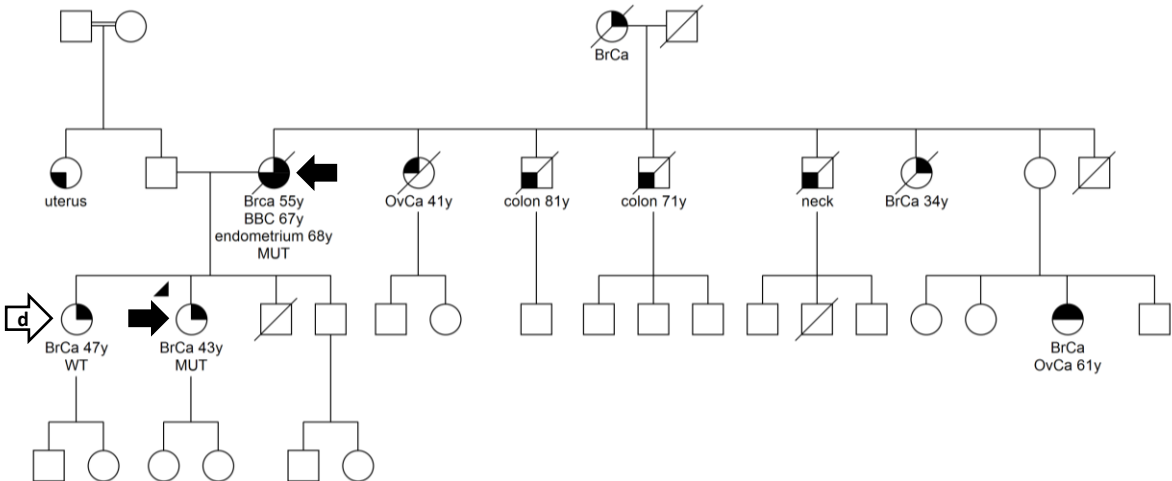 BrCa
uterus
Brca 55y
BBC 67y
endometrium 68y
MUT
OvCa 41y
colon 81y
colon 71y
neck
BrCa 34y
d
BrCa 47y
WT
BrCa 43y
MUT
BrCa
OvCa 61y